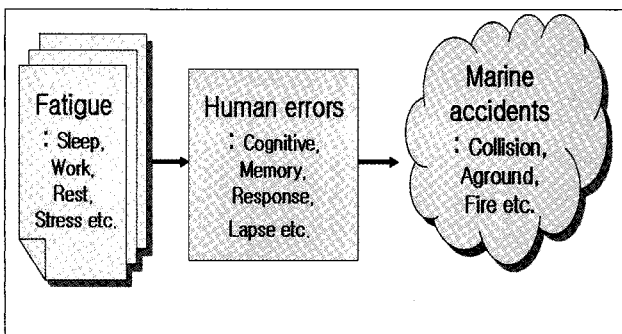 Fatigue
: Sleep,
Work,
Rest,
Stress etc.
Human errors
: Cognitive,
Memory,
Response,
Lapse etc.
Marine
accidents
: Collision,
Aground,
Fire etc.